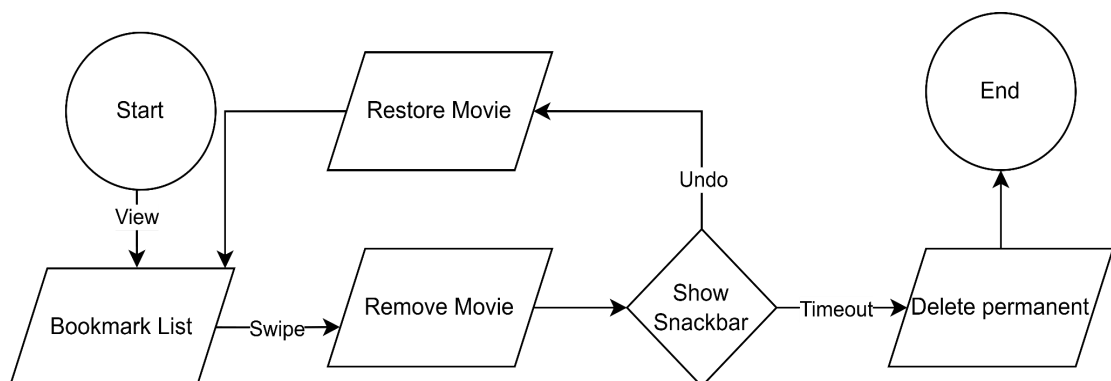 Start
Restore Movie
End
View
Undo
Bookmark List
Swipe
Remove Movie
Show
Snackbar
Timeout
Delete permanent